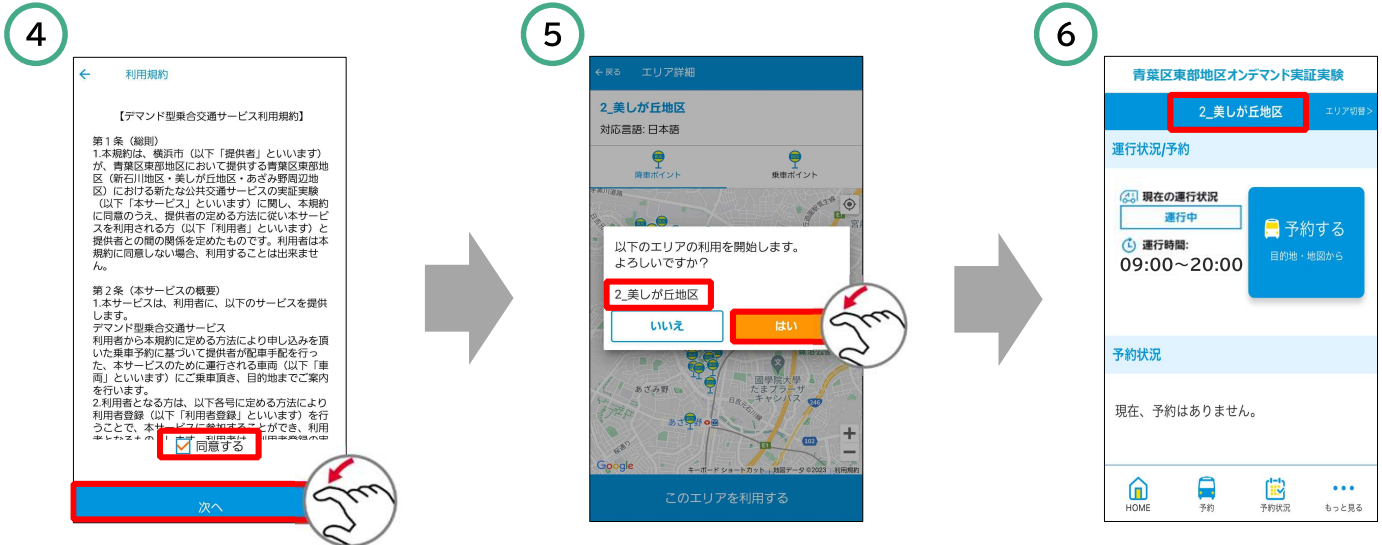 ④
利用規約
【デマンド型乗合交通サービス利用規約】
第1条（総則）
1.本規約は、横浜市（以下「提供者」といいます）
が、青葉区東部地区において提供する青葉区東部地
区（新石川地区・美しが丘地区・あざみ野周辺地
区）における新たな公共交通サービスの実証実験
（以下「本サービス」といいます）に関し、本規約
に同意のうえ、提供者の定める方法に従い本サービ
スを利用される方（以下「利用者」といいます）と
提供者との間の関係を定めたものです。利用者は本
規約に同意しない場合、利用することは出来ませ
ん。
第2条（本サービスの概要）
1.本サービスは、利用者に、以下のサービスを提供
します。
デマンド型乗合交通サービス
利用者から本規約に定める方法により申し込みを頂
いた乗車予約に基づいて提供者が配車手配を行っ
た、本サービスのために運行される車両（以下「車
両」といいます）にご乗車頂き、目的地までご案内
を行います。
2.利用者となる方は、以下各号に定める方法により
利用者登録（以下「利用者登録」といいます）を行
うことで、本サービスに参加することができ、利用
同意する
次へ
⑤
←戻る エリア詳細
2_美しが丘地区
対応言語: 日本語
降車ポイント 乗車ポイント
以下のエリアの利用を開始します。
よろしいですか？
2_美しが丘地区
いいえ はい
あざみ野
國學院大學
たまプラーザ
キャンパス
246
102
Google
キーボード ショートカット 地図データ ©2023 利用規約
このエリアを利用する
⑥
青葉区東部地区オンデマンド実証実験
2_美しが丘地区 エリア切替>
運行状況/予約
現在の運行状況
運行中
運行時間:
09:00～20:00
予約する
目的地・地図から
予約状況
現在、予約はありません。
HOME 予約 予約状況 もっと見る